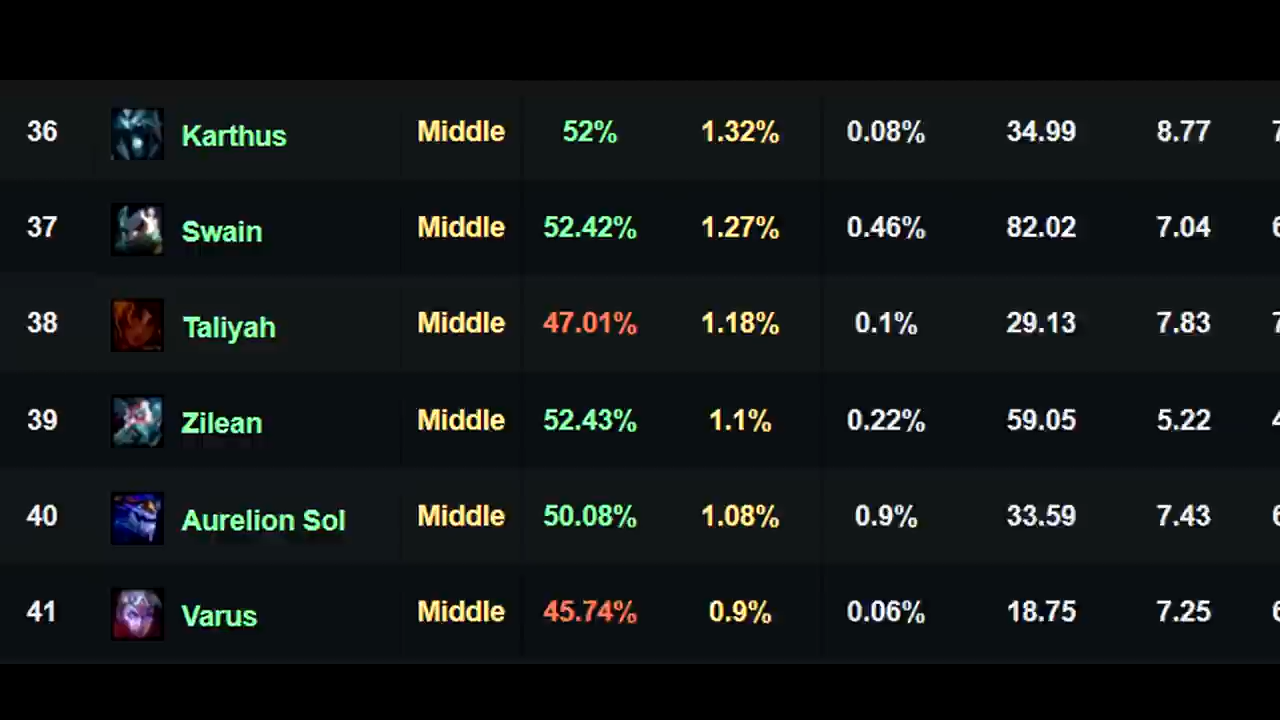 36 Karthus Middle 52% 1.32% 0.08% 34.99 8.77
37 Swain Middle 52.42% 1.27% 0.46% 82.02 7.04
38 Taliyah Middle 47.01% 1.18% 0.1% 29.13 7.83
39 Zilean Middle 52.43% 1.1% 0.22% 59.05 5.22
40 Aurelion Sol Middle 50.08% 1.08% 0.9% 33.59 7.43
41 Varus Middle 45.74% 0.9% 0.06% 18.75 7.25